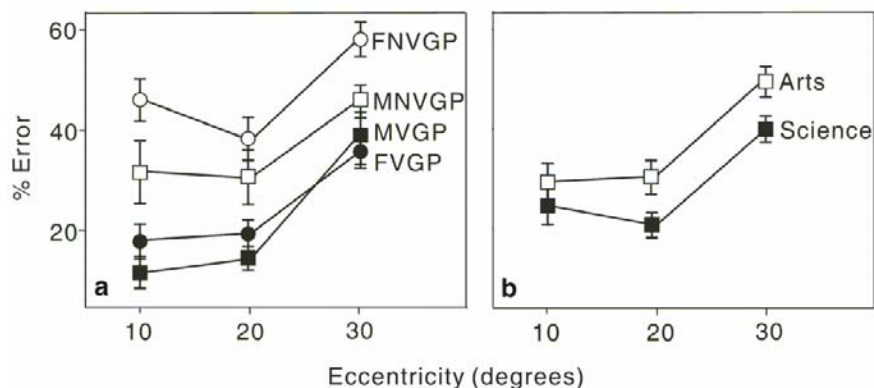 60
40
20
% Error
FNVGP
MNVGP
MVGP
FVGP
a
10 20 30
Arts
Science
b
10 20 30
Eccentricity (degrees)